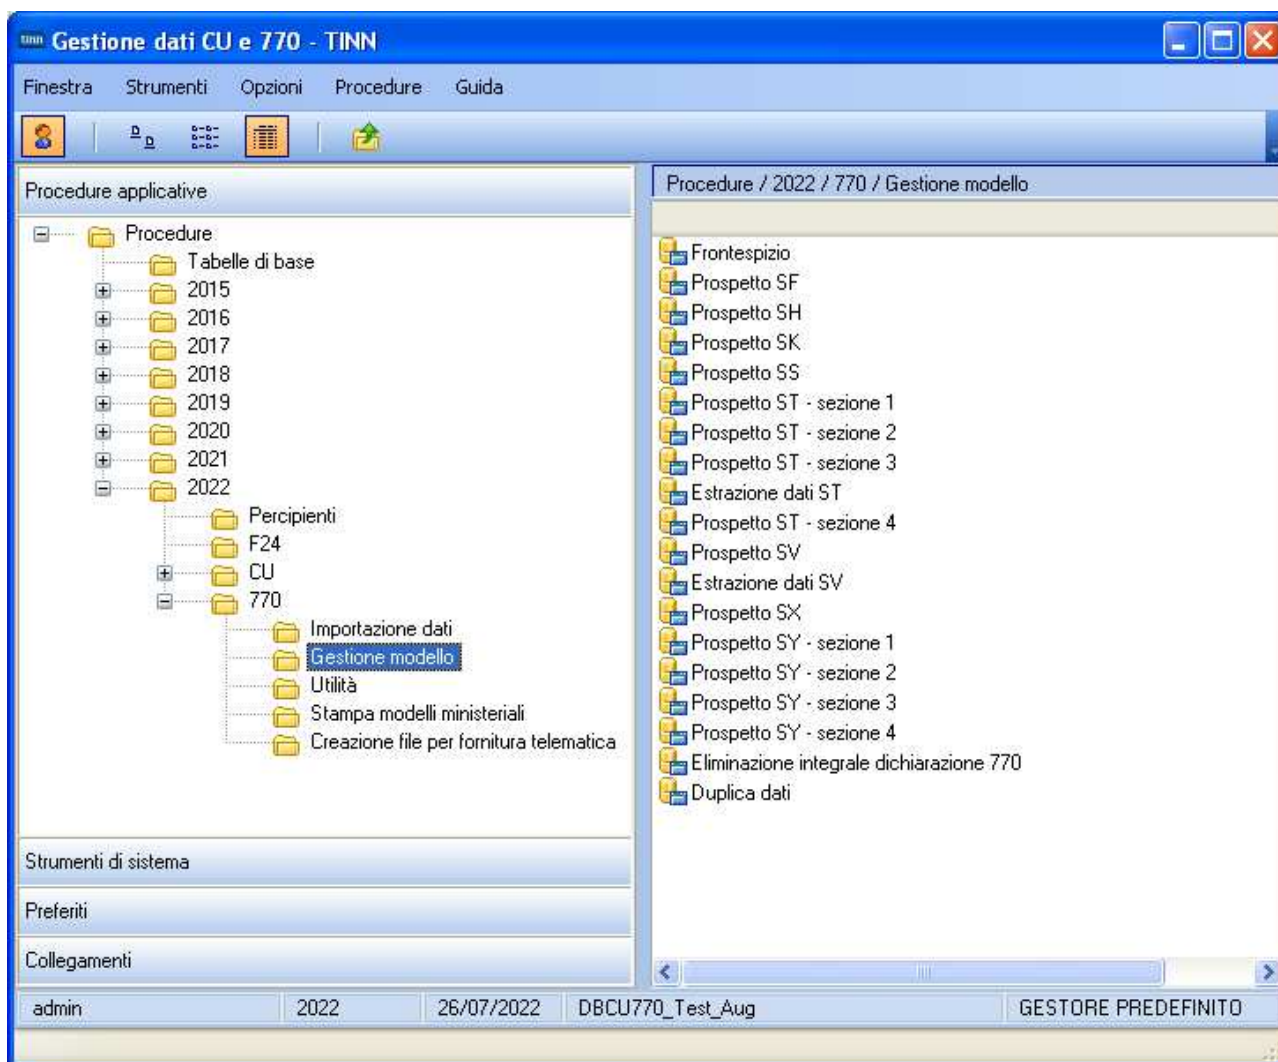 Gestione dati CU e 770 - TINN
Finestra Strumenti Opzioni Procedure Guida
Procedure applicative
Procedure
Tabelle di base
2015
2016
2017
2018
2019
2020
2021
2022
Percipienti
F24
CU
770
Importazione dati
Gestione modello
Utilità
Stampa modelli ministeriali
Creazione file per fornitura telematica
Strumenti di sistema
Preferiti
Collegamenti
Procedure / 2022 / 770 / Gestione modello
Frontespizio
Prospetto SF
Prospetto SH
Prospetto SK
Prospetto SS
Prospetto ST - sezione 1
Prospetto ST - sezione 2
Prospetto ST - sezione 3
Estrazione dati ST
Prospetto ST - sezione 4
Prospetto SV
Estrazione dati SV
Prospetto SX
Prospetto SY - sezione 1
Prospetto SY - sezione 2
Prospetto SY - sezione 3
Prospetto SY - sezione 4
Eliminazione integrale dichiarazione 770
Duplica dati
admin 2022 26/07/2022 DBCU770_Test_Aug GESTORE PREDEFINITO